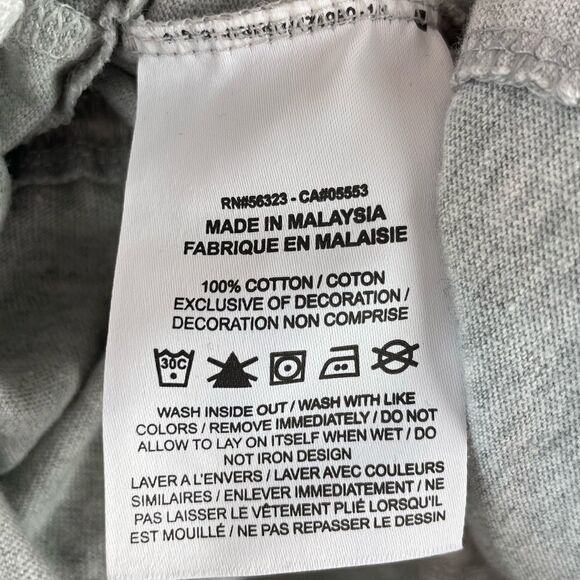 RN#56323 - CA#05553
MADE IN MALAYSIA
FABRIQUE EN MALAISIE
100% COTTON / COTON
EXCLUSIVE OF DECORATION /
DECORATION NON COMPRISE
30C
WASH INSIDE OUT / WASH WITH LIKE
COLORS / REMOVE IMMEDIATELY / DO NOT
ALLOW TO LAY ON ITSELF WHEN WET / DO
NOT IRON DESIGN
LAVER A L'ENVERS / LAVER AVEC COULEURS
SIMILAIRES / ENLEVER IMMÉDIATEMENT / NE
PAS LAISSER LE VÊTEMENT PLIÉ LORSQU'IL
EST MOUILLÉ / NE PAS REPASSER LE DESSIN